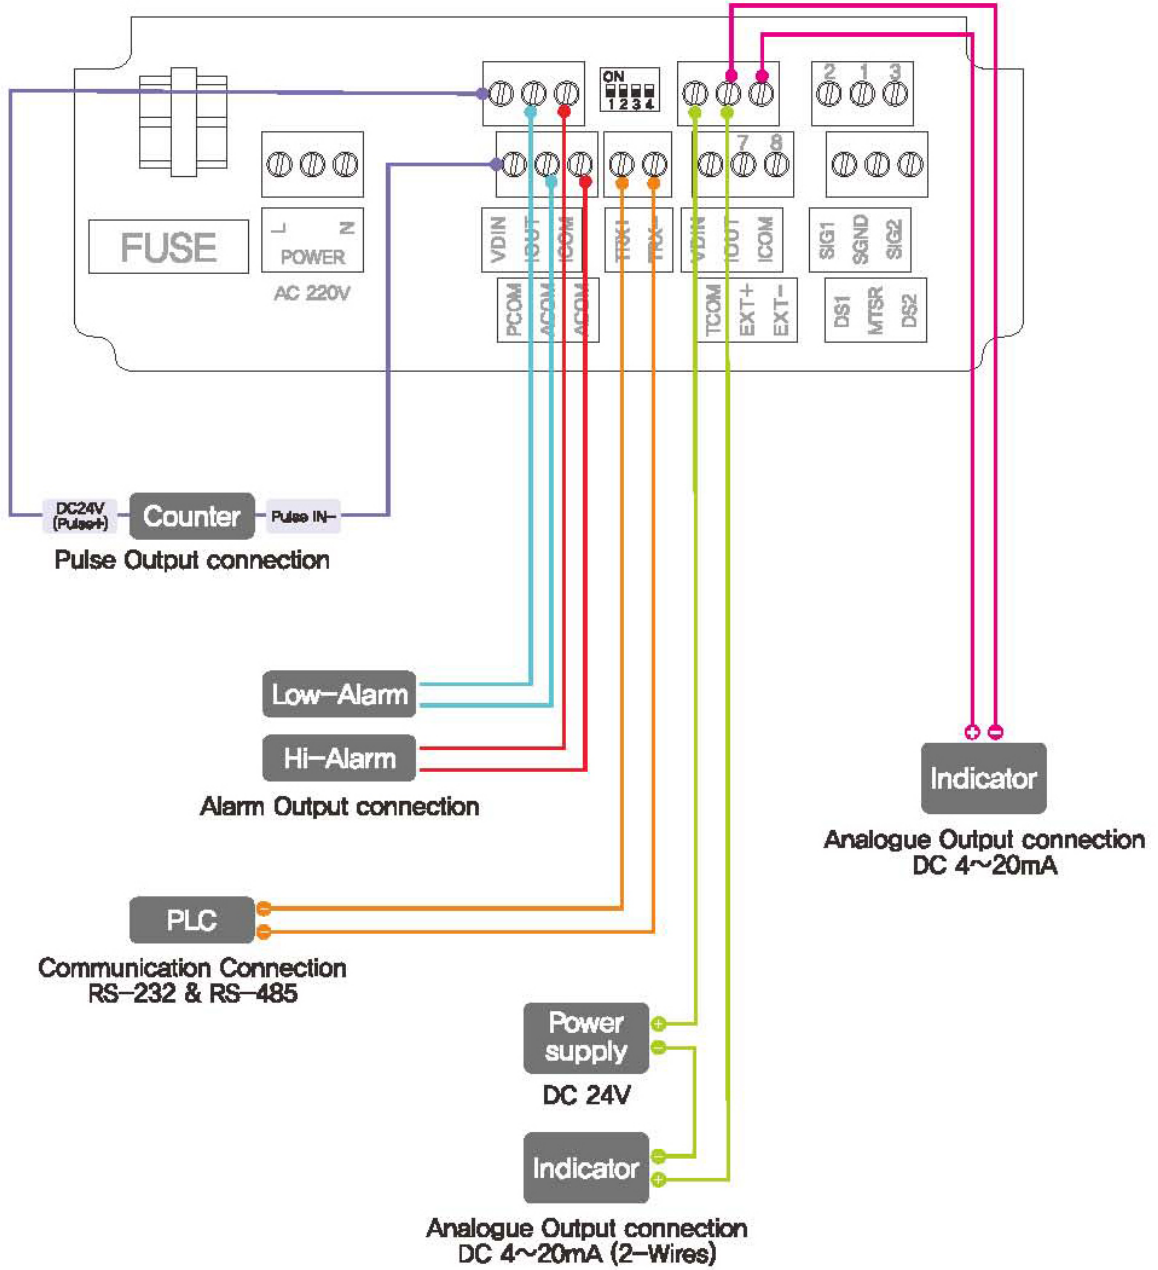 ON
1 2 3 4
2 1 3
7 8
FUSE
L N
POWER
AC 220V
VDIN
IOUT
ICOM
PCOM
ACOM
ACOM
TRX+
TRX-
VDIN
IOUT
ICOM
TCOM
EXT+
EXT-
SIG1
SGND
SIG2
DS1
MTSR
DS2
DC24V
(Pulse+)
Counter
Pulse IN-
Pulse Output connection
Low-Alarm
Hi-Alarm
Alarm Output connection
+ -
Indicator
Analogue Output connection
DC 4~20mA
PLC
-
-
Communication Connection
RS-232 & RS-485
Power
supply
+
-
DC 24V
Indicator
-
+
Analogue Output connection
DC 4~20mA (2-Wires)